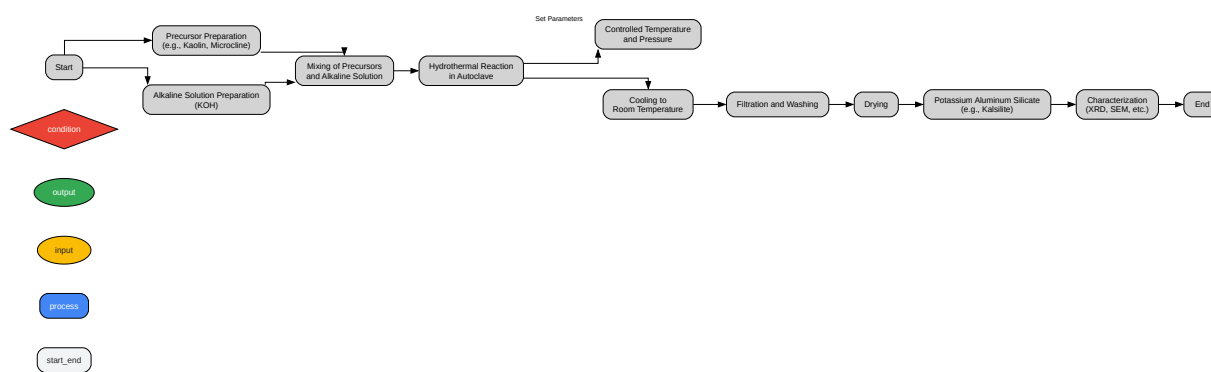 Set Parameters
Precursor Preparation
(e.g., Kaolin, Microcline)
Controlled Temperature
and Pressure
Start
Mixing of Precursors
and Alkaline Solution
Hydrothermal Reaction
in Autoclave
Alkaline Solution Preparation
(KOH)
Cooling to
Room Temperature
Filtration and Washing
Drying
Potassium Aluminum Silicate
(e.g., Kalsilite)
Characterization
(XRD, SEM, etc.)
End
condition
output
input
process
start_end